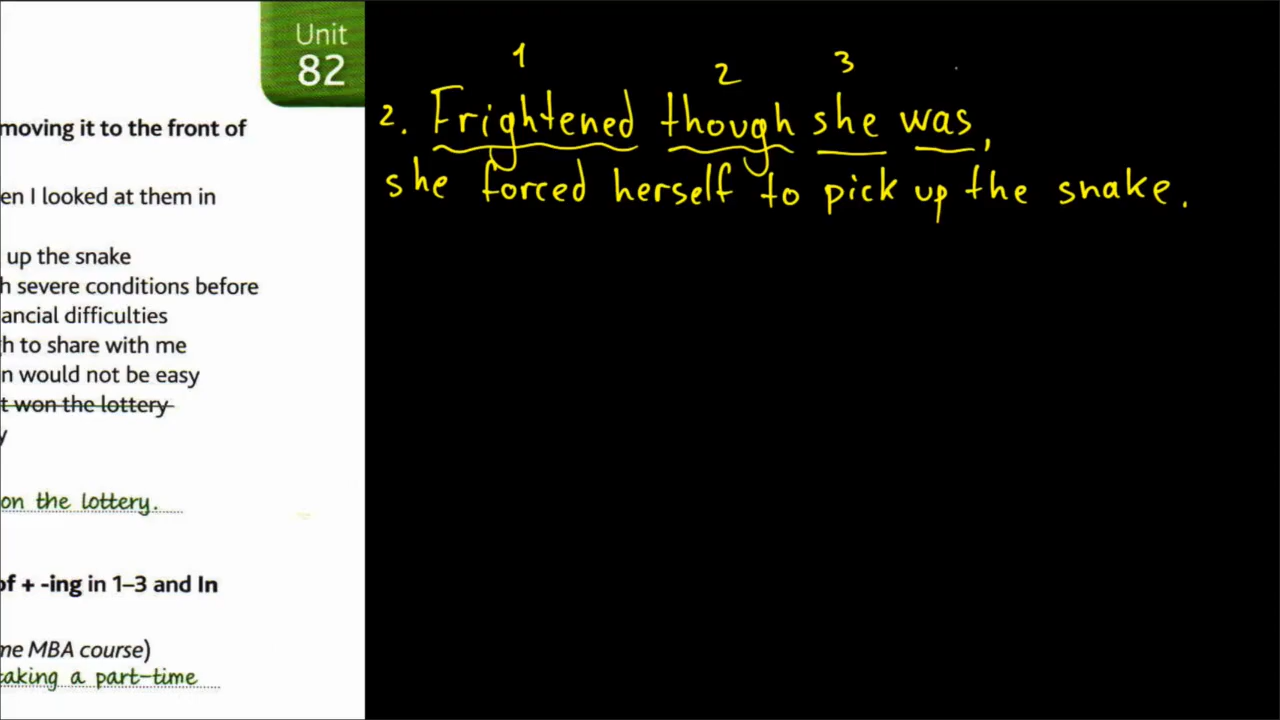 Unit
82
moving it to the front of
en I looked at them in
up the snake
h severe conditions before
ancial difficulties
h to share with me
n would not be easy
t won the lottery
y
on the lottery.
of + -ing in 1–3 and In
me MBA course)
taking a part-time
1 2 3
2. Frightened though she was,
she forced herself to pick up the snake.